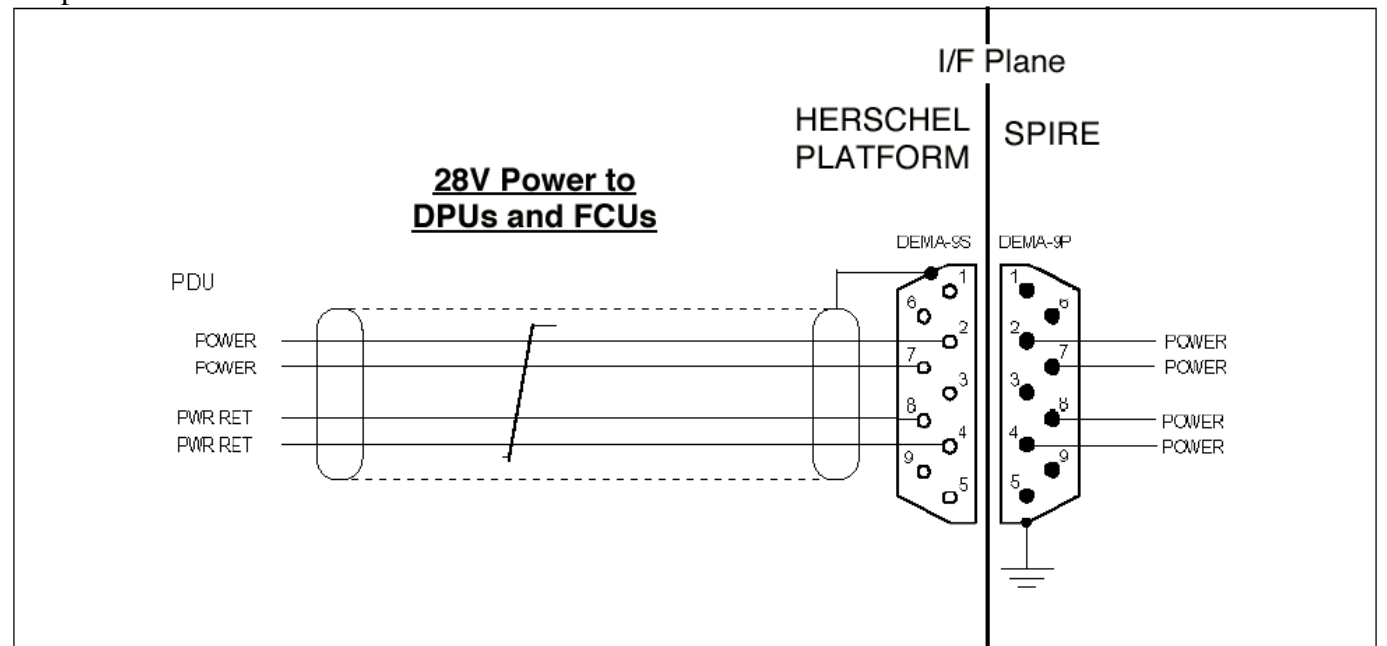 I/F Plane
HERSCHEL
PLATFORM
SPIRE
28V Power to
DPUs and FCUs
DEMA-9S
DEMA-9P
PDU
1
6
2
7
3
8
4
9
5
1
6
2
7
3
8
4
9
5
POWER
POWER
PWR RET
PWR RET
POWER
POWER
POWER
POWER